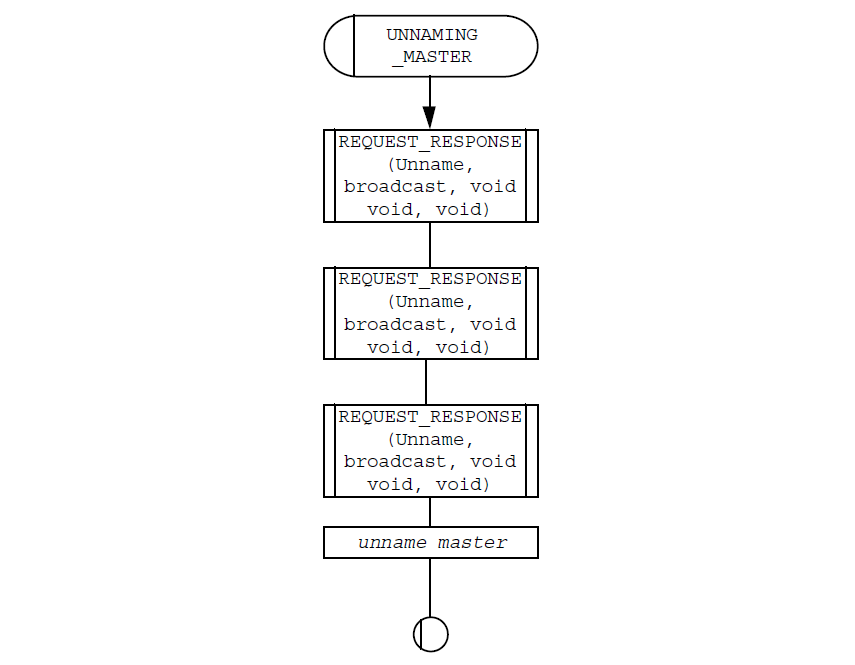 UNNAMING
_MASTER
REQUEST_RESPONSE
(Unname,
broadcast, void
void, void)
REQUEST_RESPONSE
(Unname,
broadcast, void
void, void)
REQUEST_RESPONSE
(Unname,
broadcast, void
void, void)
unname master